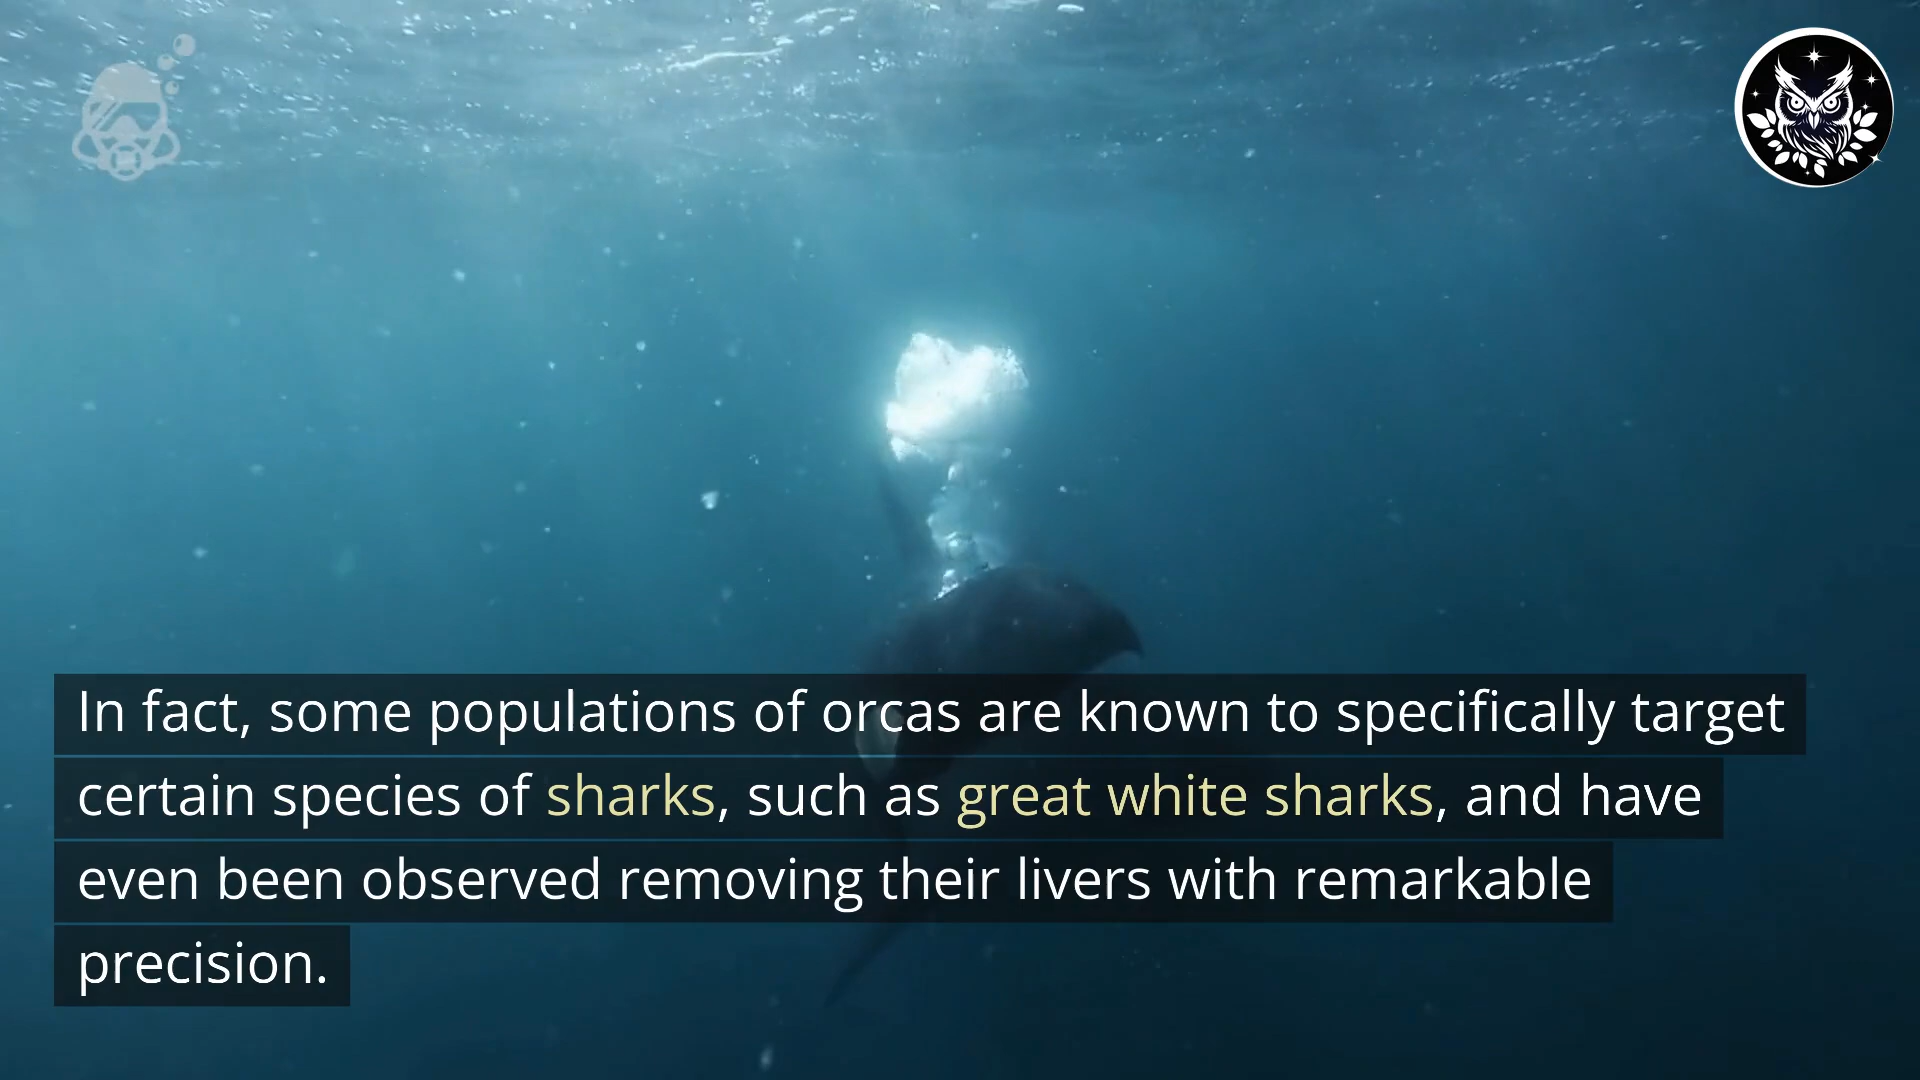 In fact, some populations of orcas are known to specifically target
certain species of sharks, such as great white sharks, and have
even been observed removing their livers with remarkable
precision.